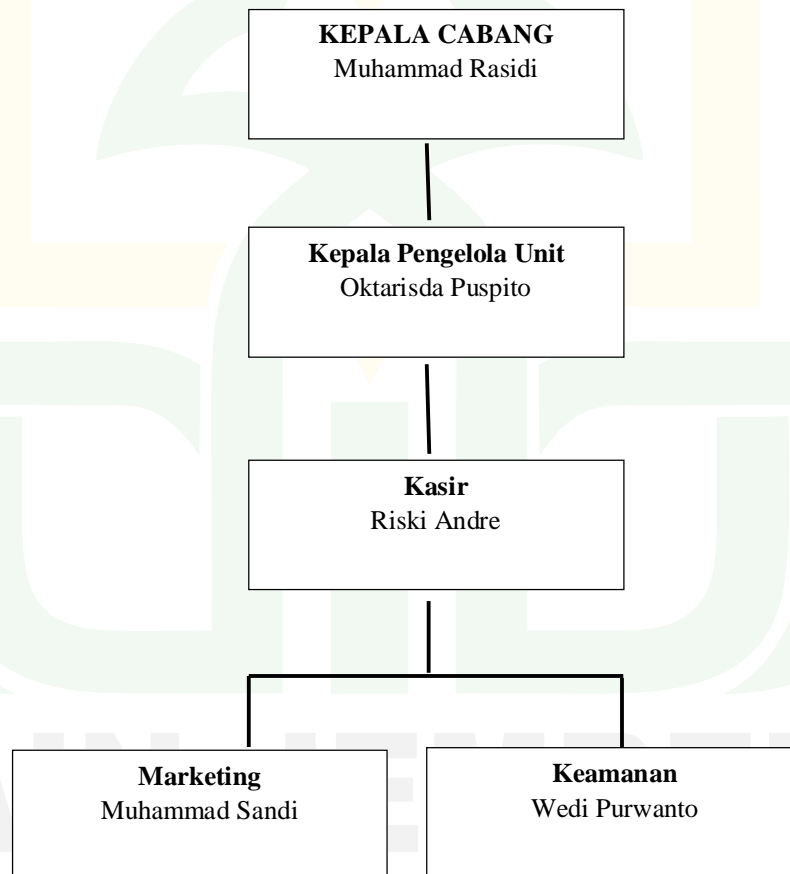 KEPALA CABANG
Muhammad Rasidi
Kepala Pengelola Unit
Oktarisda Puspito
Kasir
Riski Andre
Marketing
Muhammad Sandi
Keamanan
Wedi Purwanto